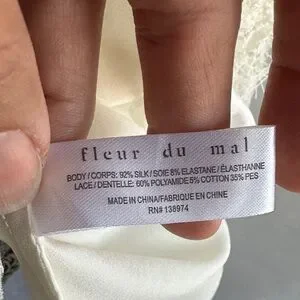 fleur du mal
BODY/CORPS: 92% SILK/SOIE 8% ELASTANE/ÉLASTHANNE
LACE/DENTELLE: 60% POLYAMIDE 5% COTTON 35% PES
MADE IN CHINA/FABRIQUE EN CHINE
RN# 138974